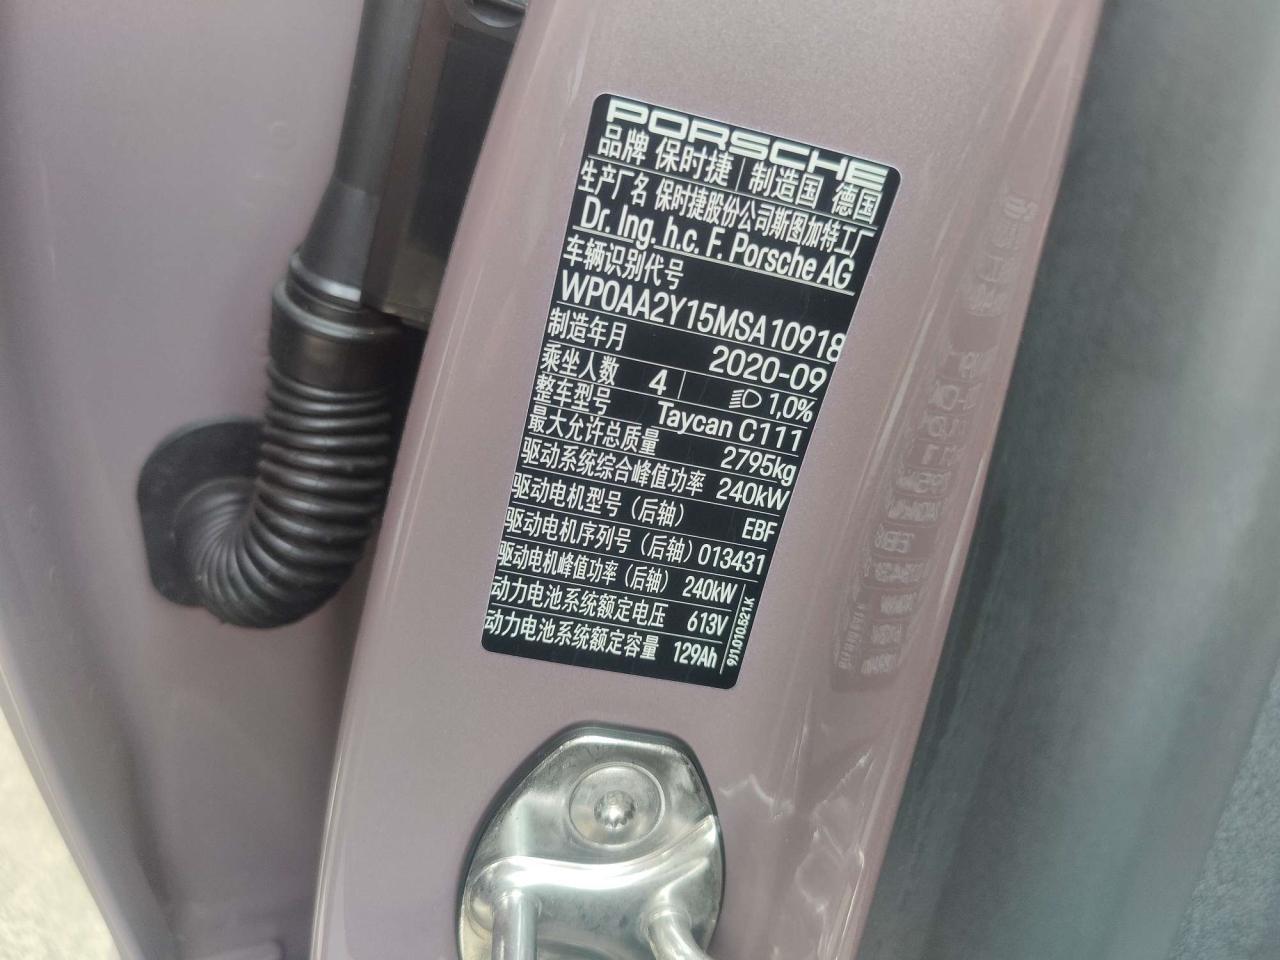 PORSCHE
品牌 保时捷 制造国 德国
生产厂名 保时捷股份公司斯图加特工厂
Dr. Ing. h.c. F. Porsche AG
车辆识别代号
WP0AA2Y15MSA10918
制造年月 2020-09
乘坐人数 4 1,0%
整车型号 Taycan C111
最大允许总质量 2795kg
驱动系统综合峰值功率 240kW
驱动电机型号（后轴） EBF
驱动电机序列号（后轴） 013431
驱动电机峰值功率（后轴） 240kW
动力电池系统额定电压 613V
动力电池系统额定容量 129Ah
9J1.010.621.K